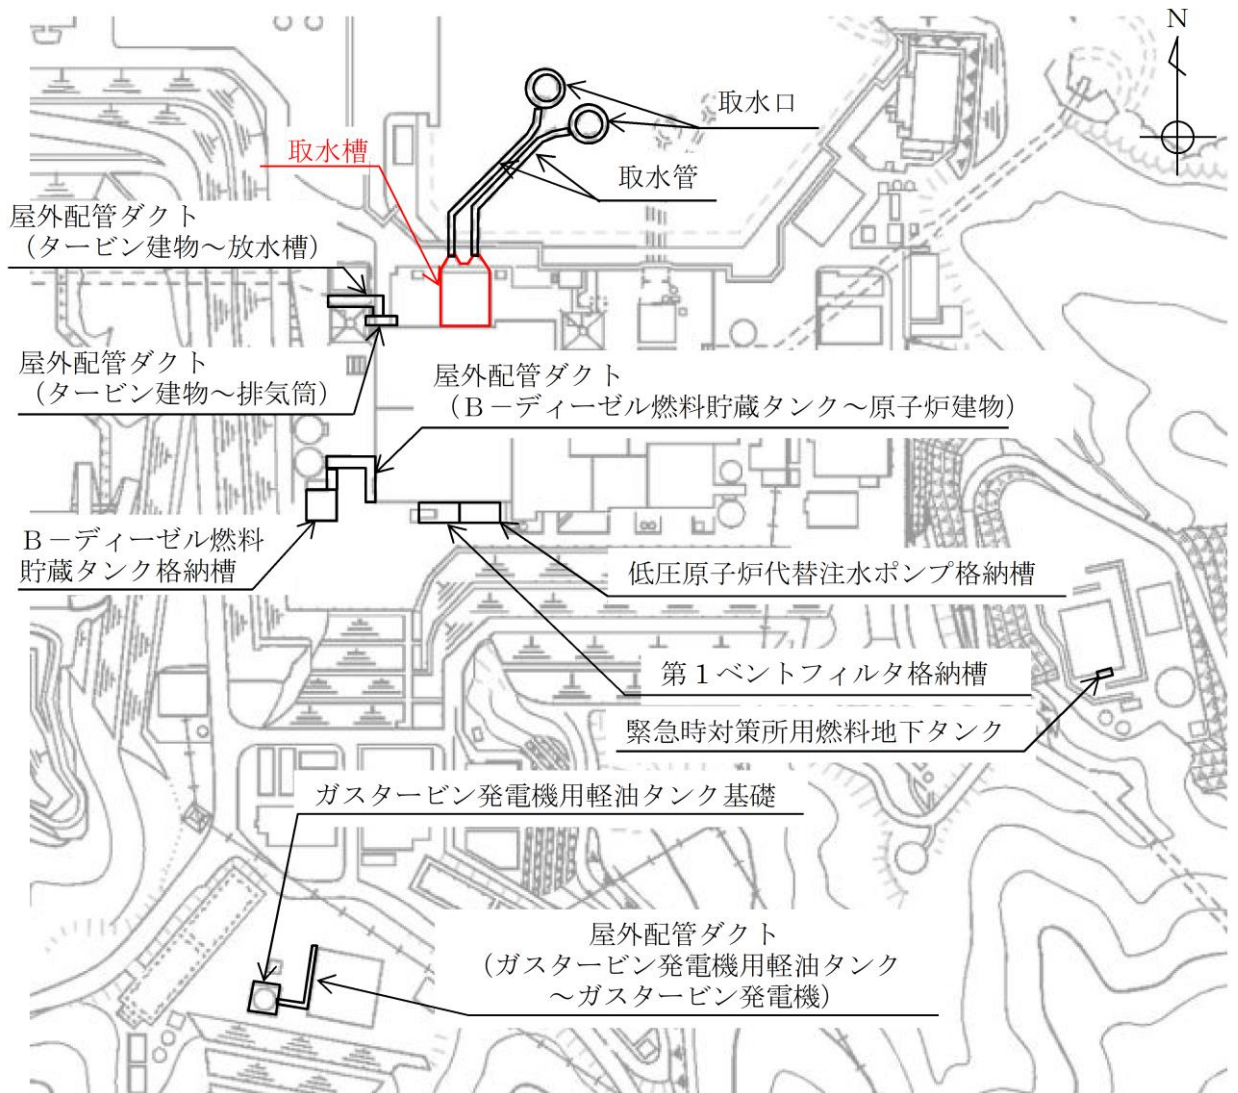 N
取水口
取水槽
取水管
屋外配管ダクト
（タービン建物～放水槽）
屋外配管ダクト
（タービン建物～排気筒）
屋外配管ダクト
（Ｂ－ディーゼル燃料貯蔵タンク～原子炉建物）
Ｂ－ディーゼル燃料
貯蔵タンク格納槽
低圧原子炉代替注水ポンプ格納槽
第１ベントフィルタ格納槽
緊急時対策所用燃料地下タンク
ガスタービン発電機用軽油タンク基礎
屋外配管ダクト
（ガスタービン発電機用軽油タンク
～ガスタービン発電機）